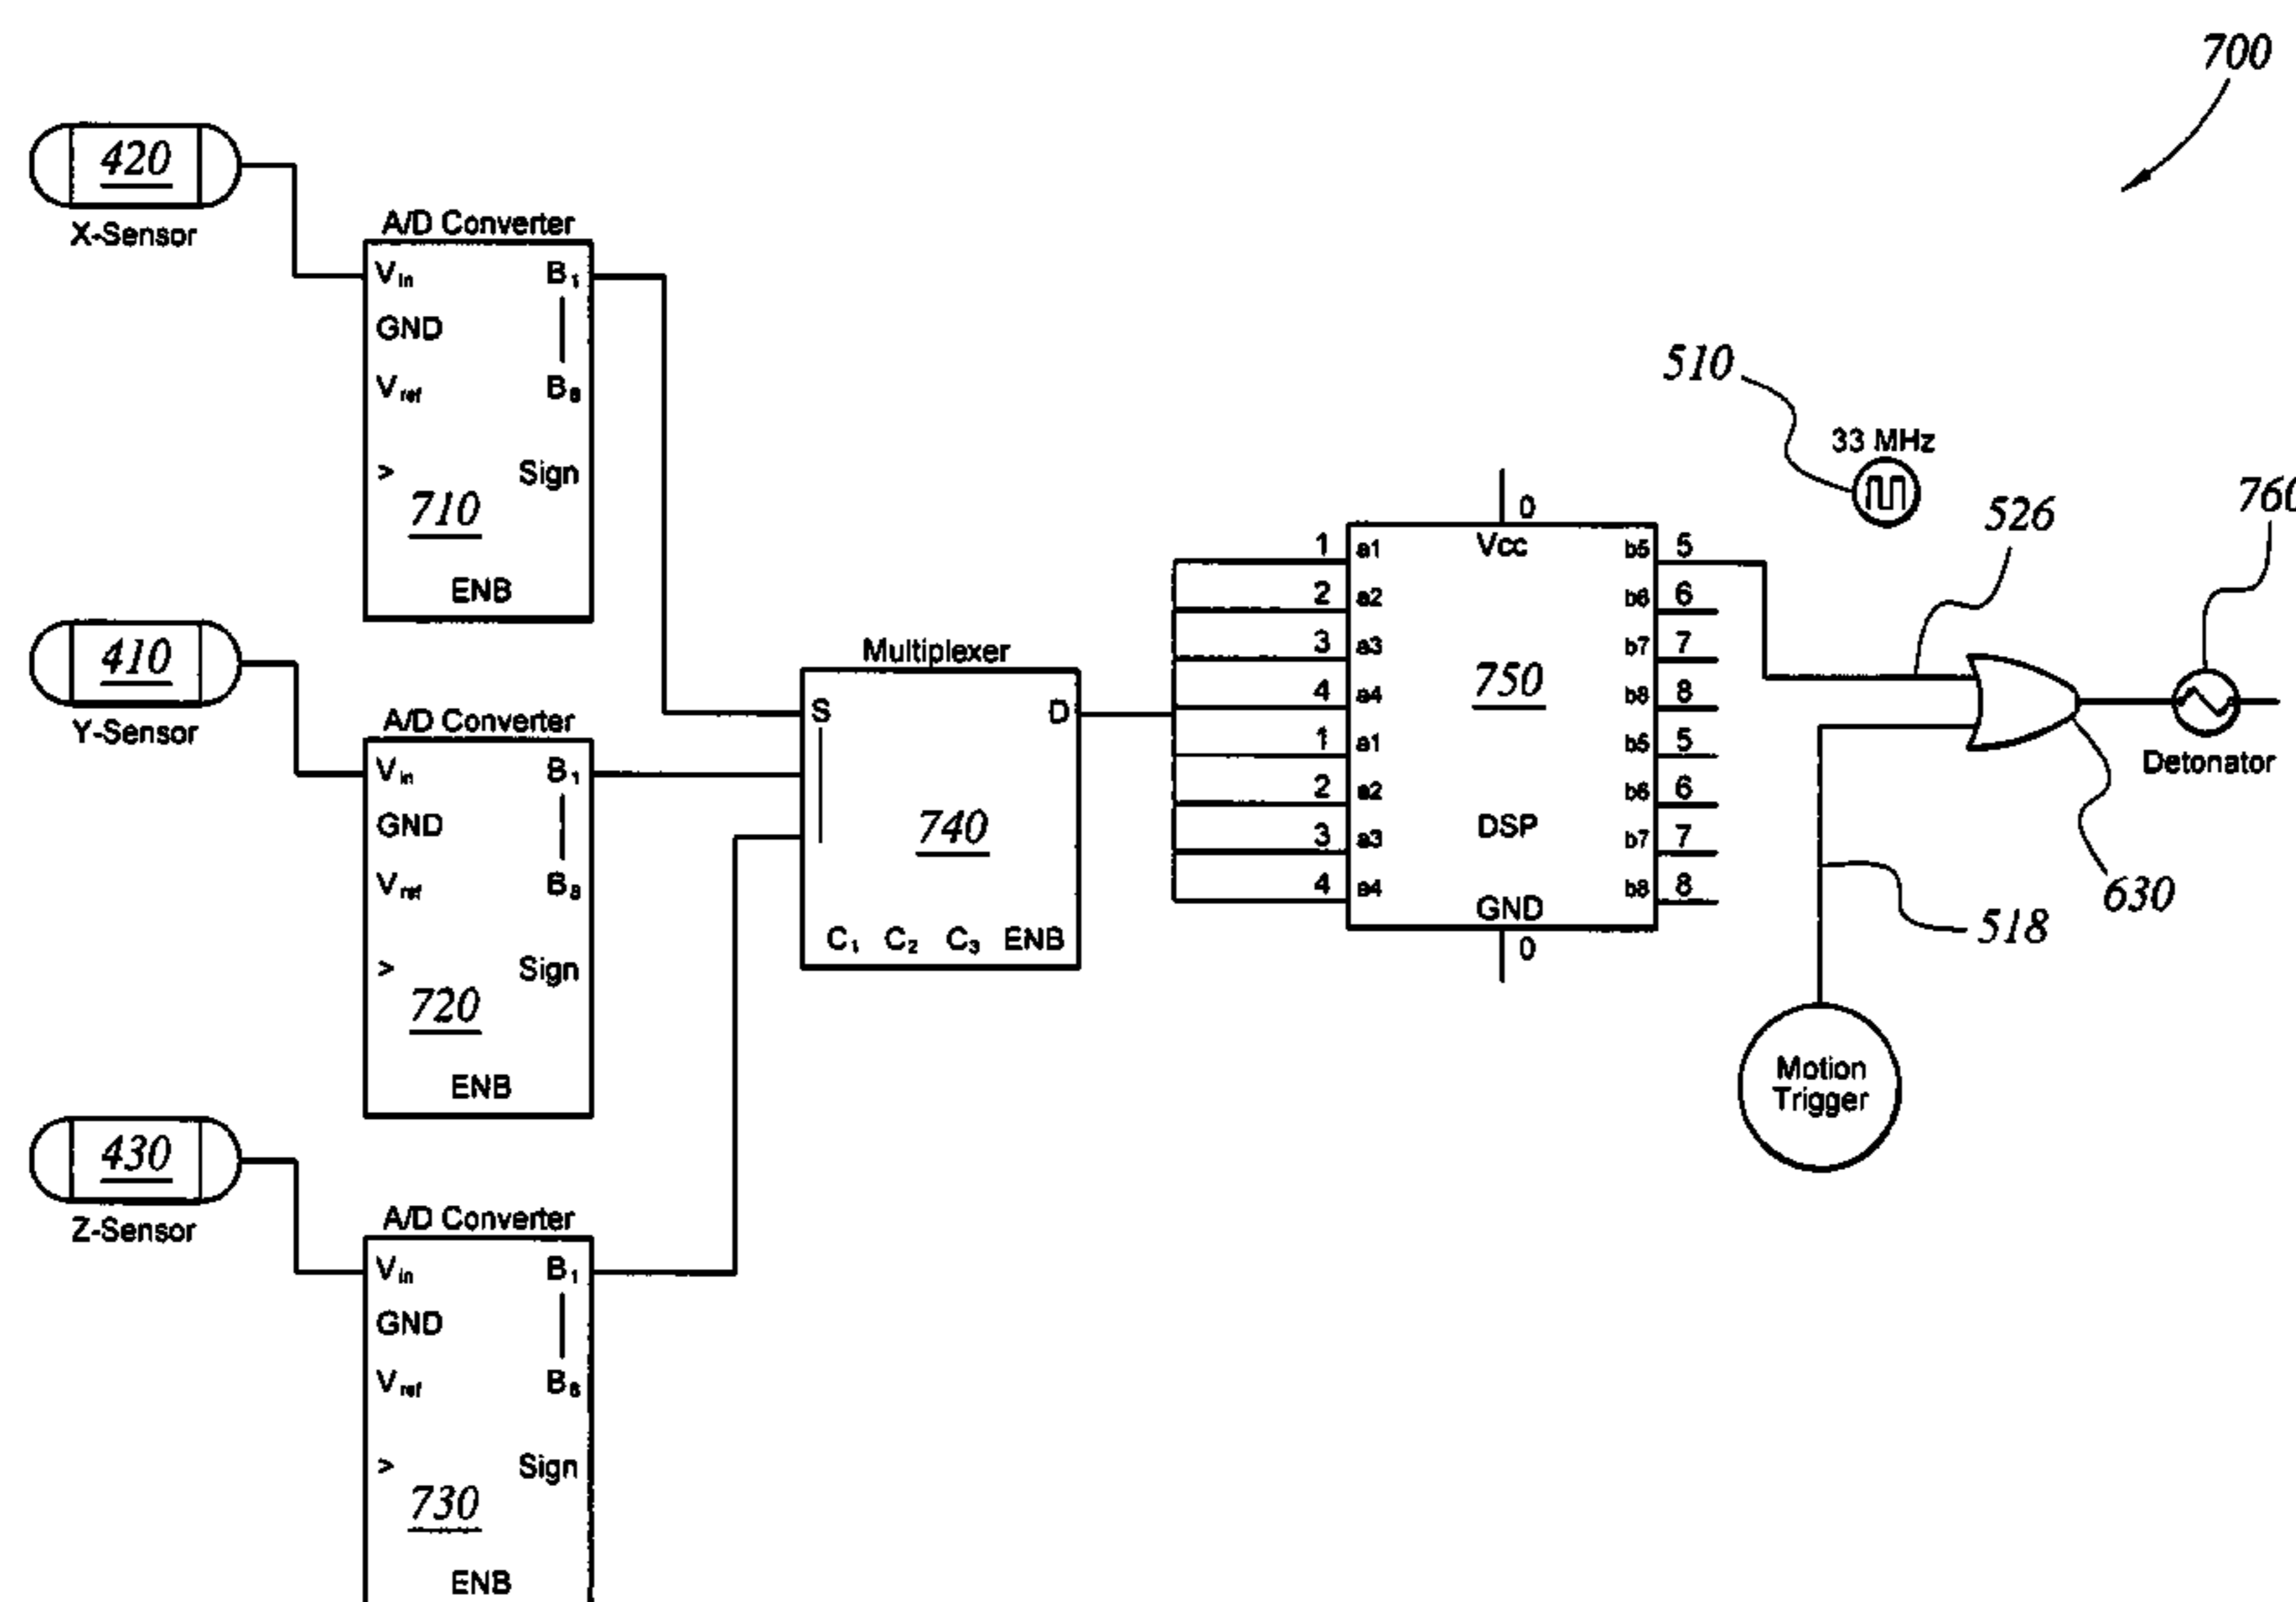 700
420
X-Sensor
A/D Converter
Vin B1
GND
Vref B8
> Sign
710
ENB
410
Y-Sensor
A/D Converter
Vin B1
GND
Vref B8
> Sign
720
ENB
430
Z-Sensor
A/D Converter
Vin B1
GND
Vref B8
> Sign
730
ENB
Multiplexer
S D
740
C1 C2 C3 ENB
0
Vcc
1 a1 b5 5
2 a2 b6 6
3 a3 b7 7
4 a4 b8 8
750
1 a1 b5 5
2 a2 b6 6
3 a3 b7 7
4 a4 b8 8
DSP
GND
0
510
33 MHz
526
760
Detonator
630
518
Motion
Trigger